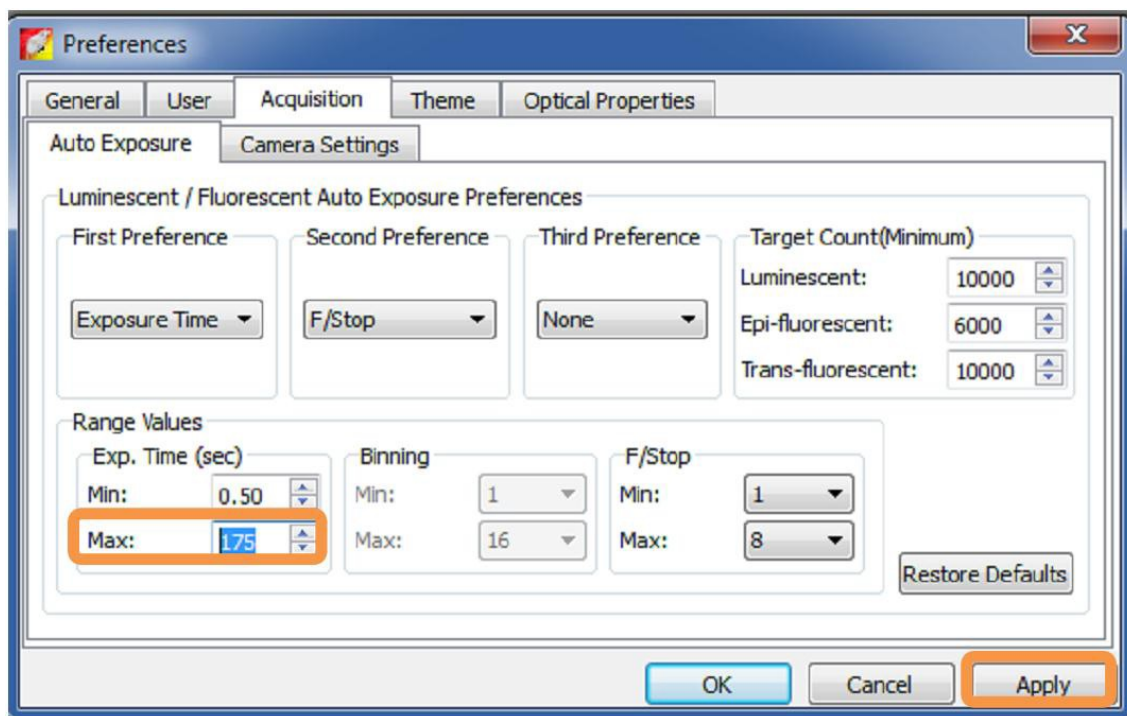 Preferences
General User Acquisition Theme Optical Properties
Auto Exposure Camera Settings
Luminescent / Fluorescent Auto Exposure Preferences
First Preference Second Preference Third Preference Target Count(Minimum)
Luminescent: 10000
Exposure Time F/Stop None Epi-fluorescent: 6000
Trans-fluorescent: 10000
Range Values
Exp. Time (sec) Binning F/Stop
Min: 0.50 Min: 1 Min: 1
Max: 175 Max: 16 Max: 8
Restore Defaults
OK Cancel Apply